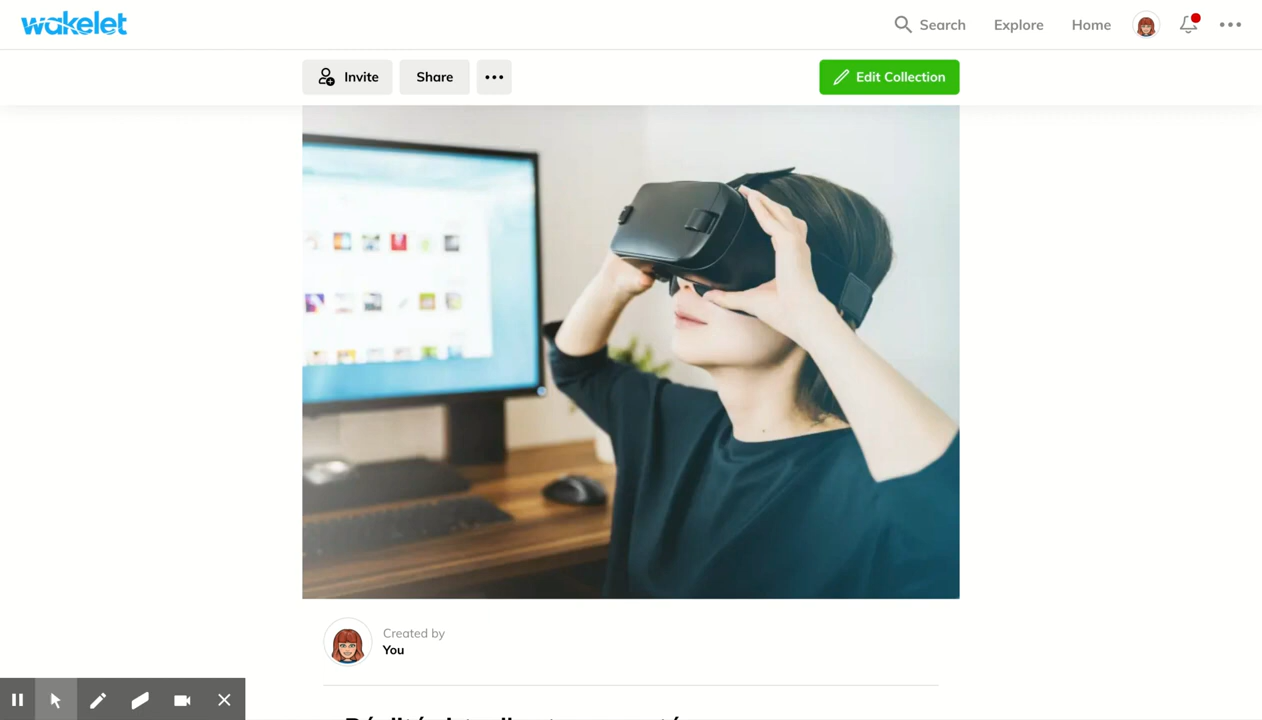 wakelet
Search
Explore
Home
Invite
Share
Edit Collection
Created by
You